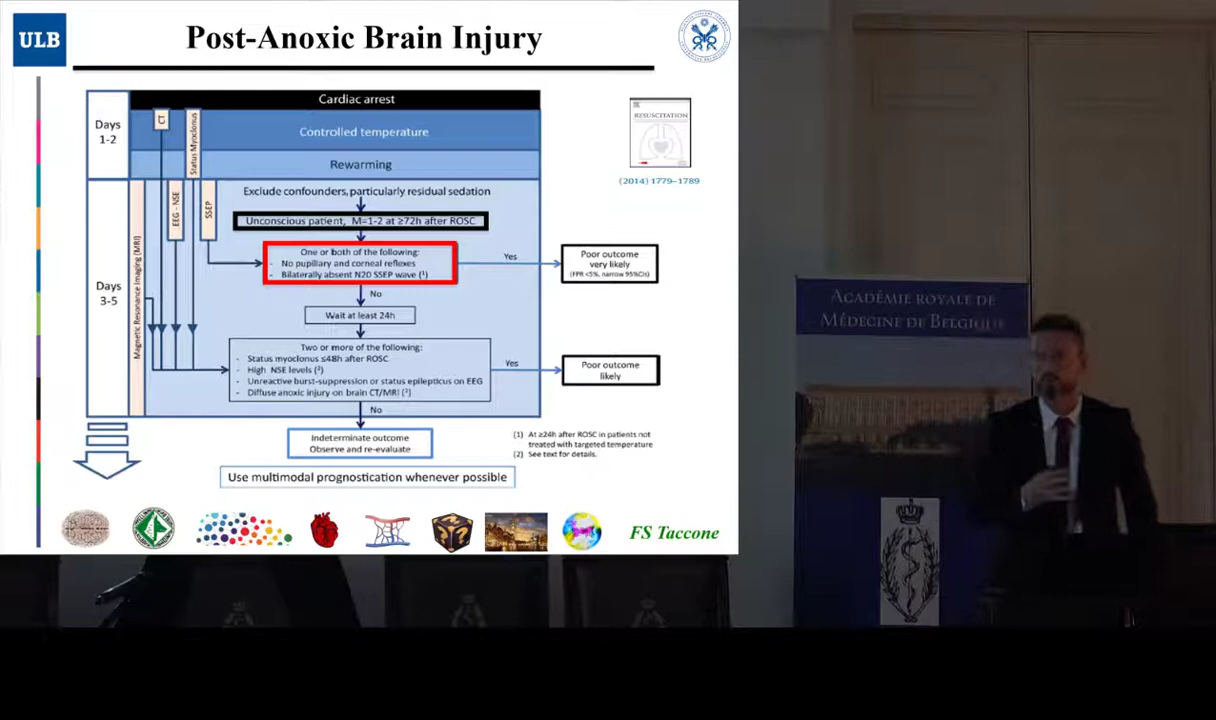 ULB
Post-Anoxic Brain Injury
Cardiac arrest
Days
1-2
CT
Status Myoclonus
Controlled temperature
Rewarming
RESUSCITATION
(2014) 1779–1789
Days
3-5
Magnetic Resonance Imaging (MRI)
EEG - NSE
SSEP
Exclude confounders, particularly residual sedation
Unconscious patient, M=1-2 at ≥72h after ROSC
One or both of the following:
- No pupillary and corneal reflexes
- Bilaterally absent N20 SSEP wave (¹)
Yes
Poor outcome
very likely
(FPR <5%, narrow 95%CIs)
No
Wait at least 24h
Two or more of the following:
- Status myoclonus ≤48h after ROSC
- High NSE levels (²)
- Unreactive burst-suppression or status epilepticus on EEG
- Diffuse anoxic injury on brain CT/MRI (²)
Yes
Poor outcome
likely
No
Indeterminate outcome
Observe and re-evaluate
(1) At ≥24h after ROSC in patients not
treated with targeted temperature
(2) See text for details.
Use multimodal prognostication whenever possible
FS Taccone
ACADÉMIE ROYALE DE
MÉDECINE DE BELGIQUE